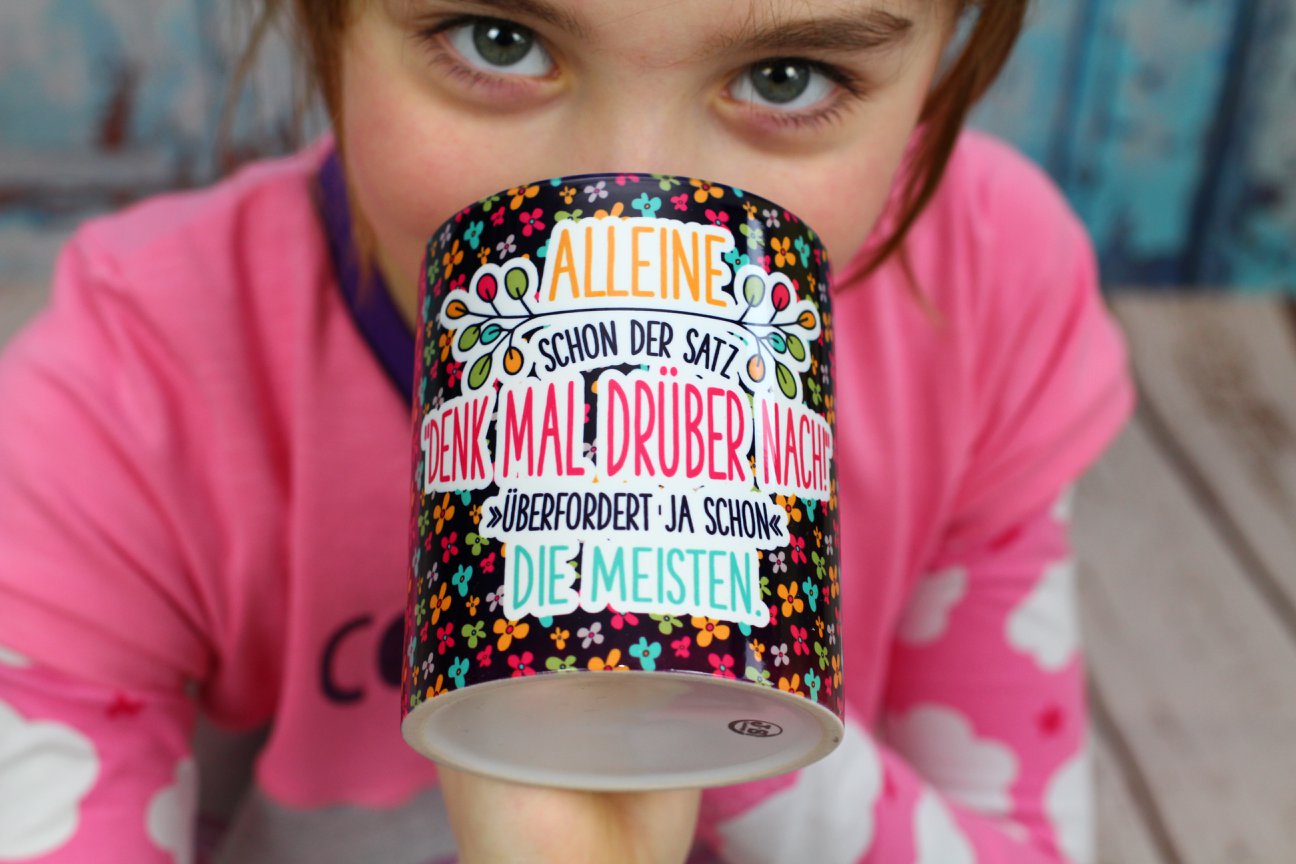 ALLEINE
SCHON DER SATZ
"DENK MAL DRÜBER NACH!"
»ÜBERFORDERT ' JA SCHON«
DIE MEISTEN.